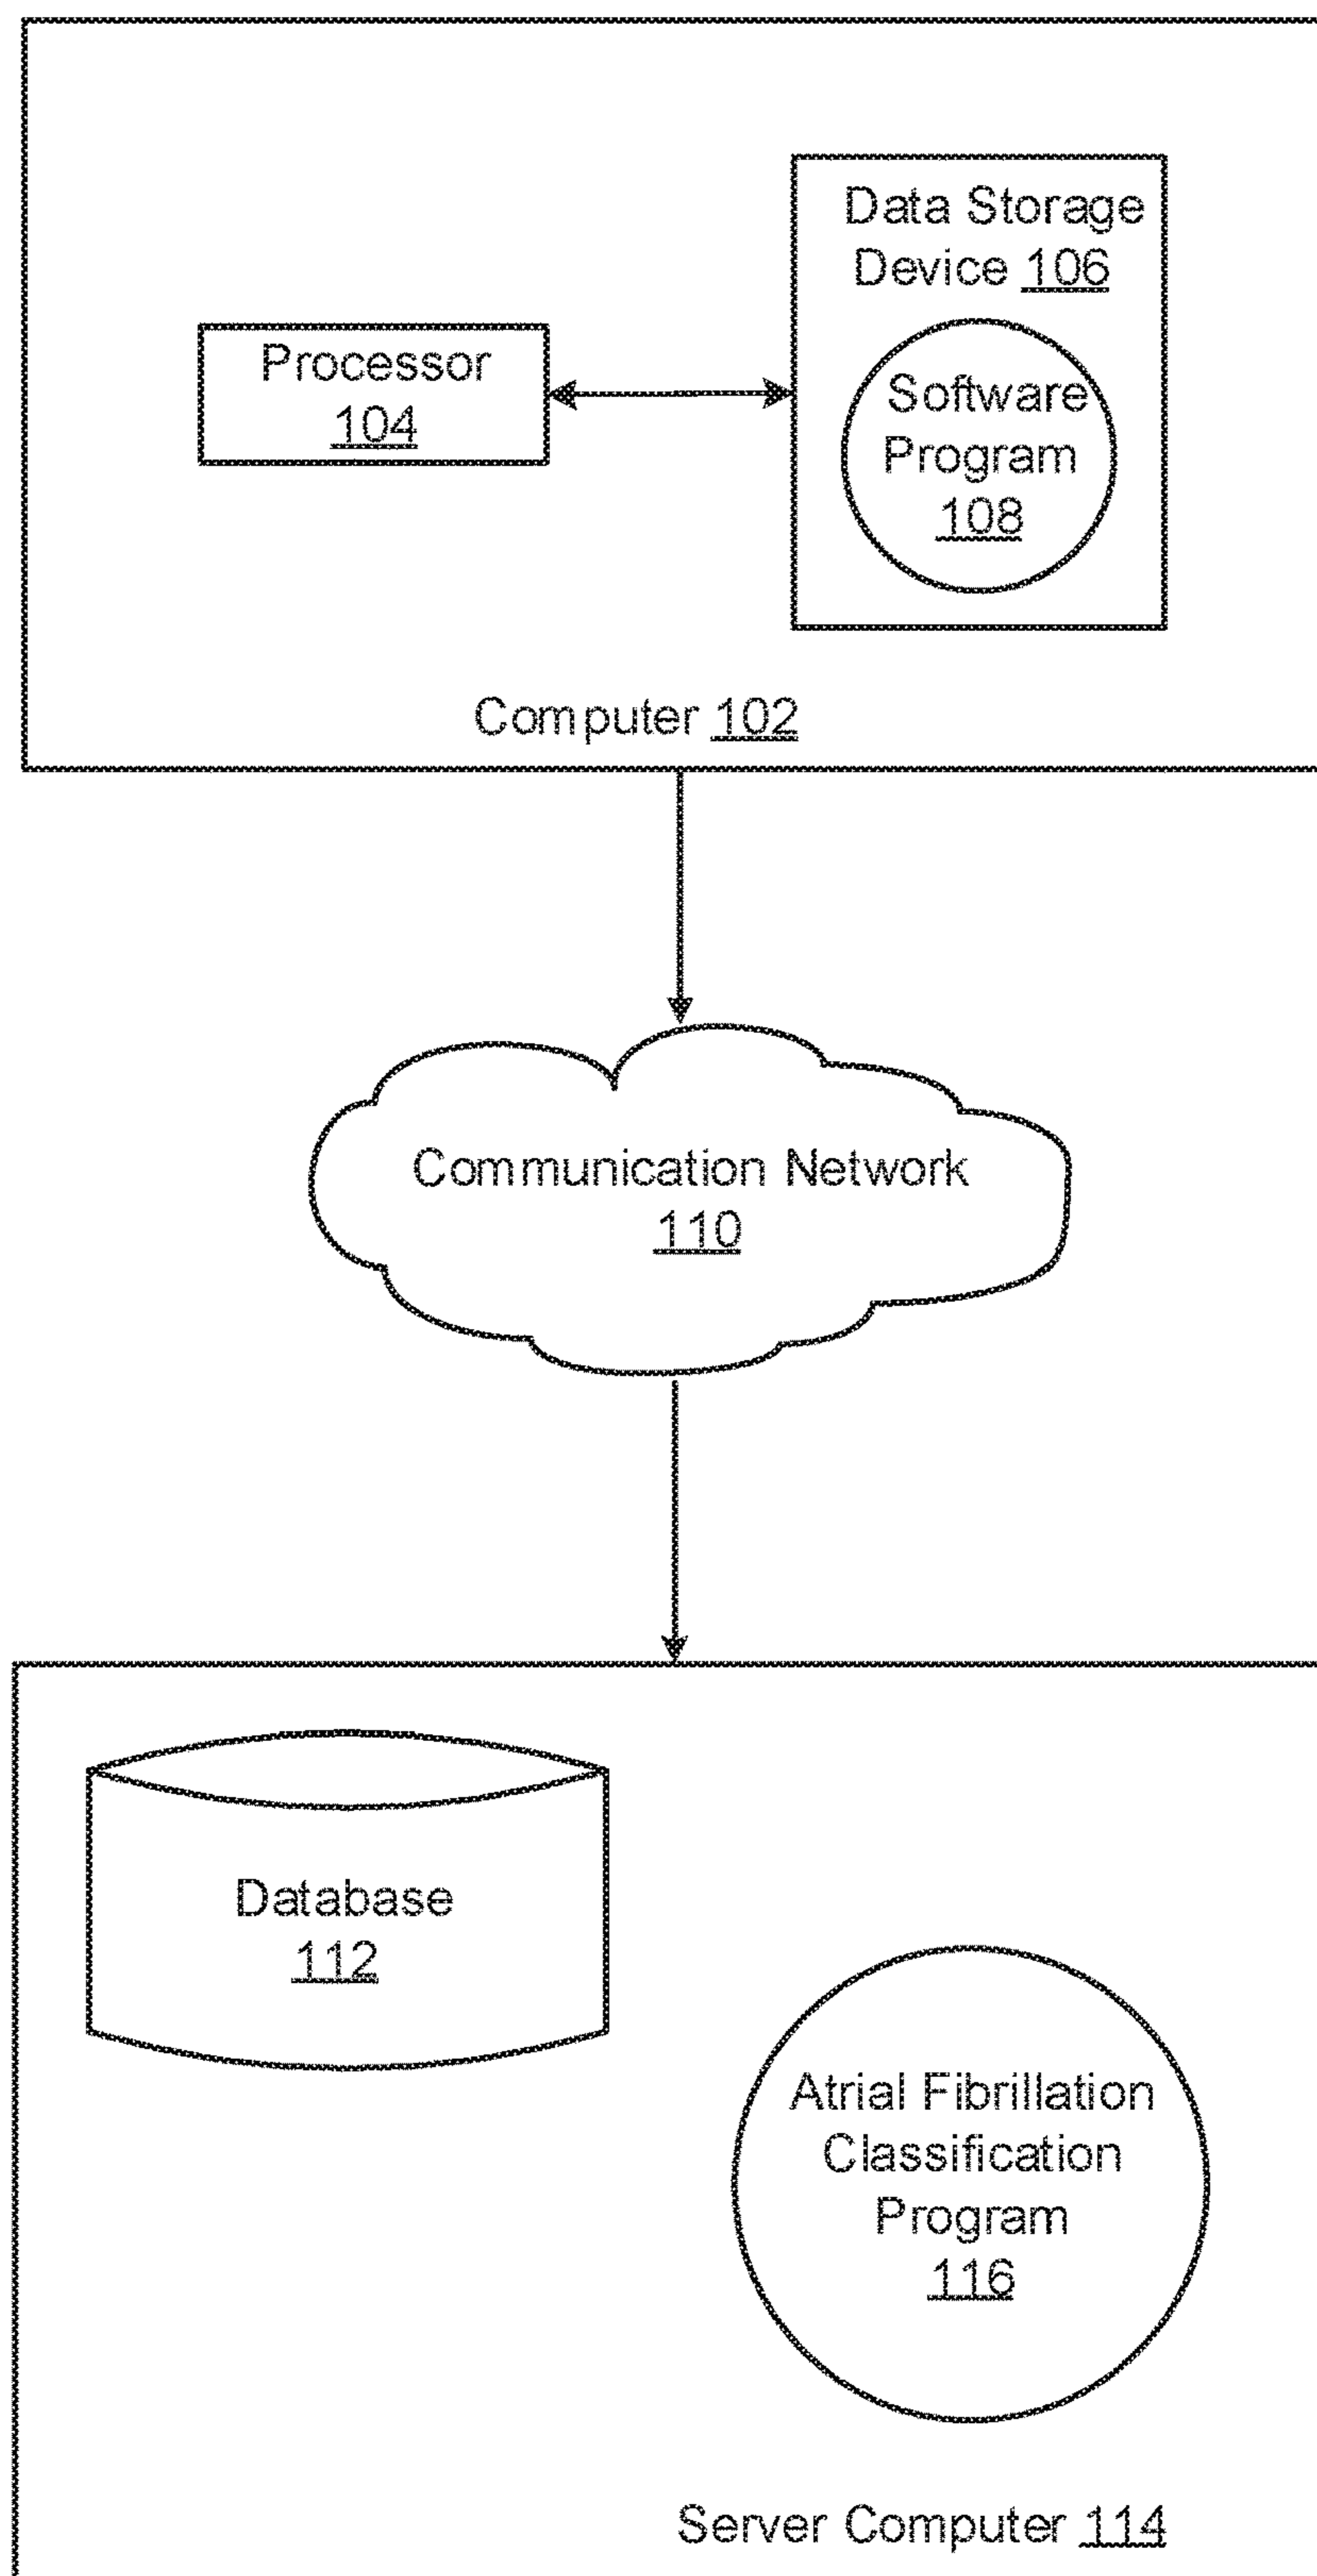 Data Storage
Device 106
Processor
104
Software
Program
108
Computer 102
Communication Network
110
Database
112
Atrial Fibrillation
Classification
Program
116
Server Computer 114